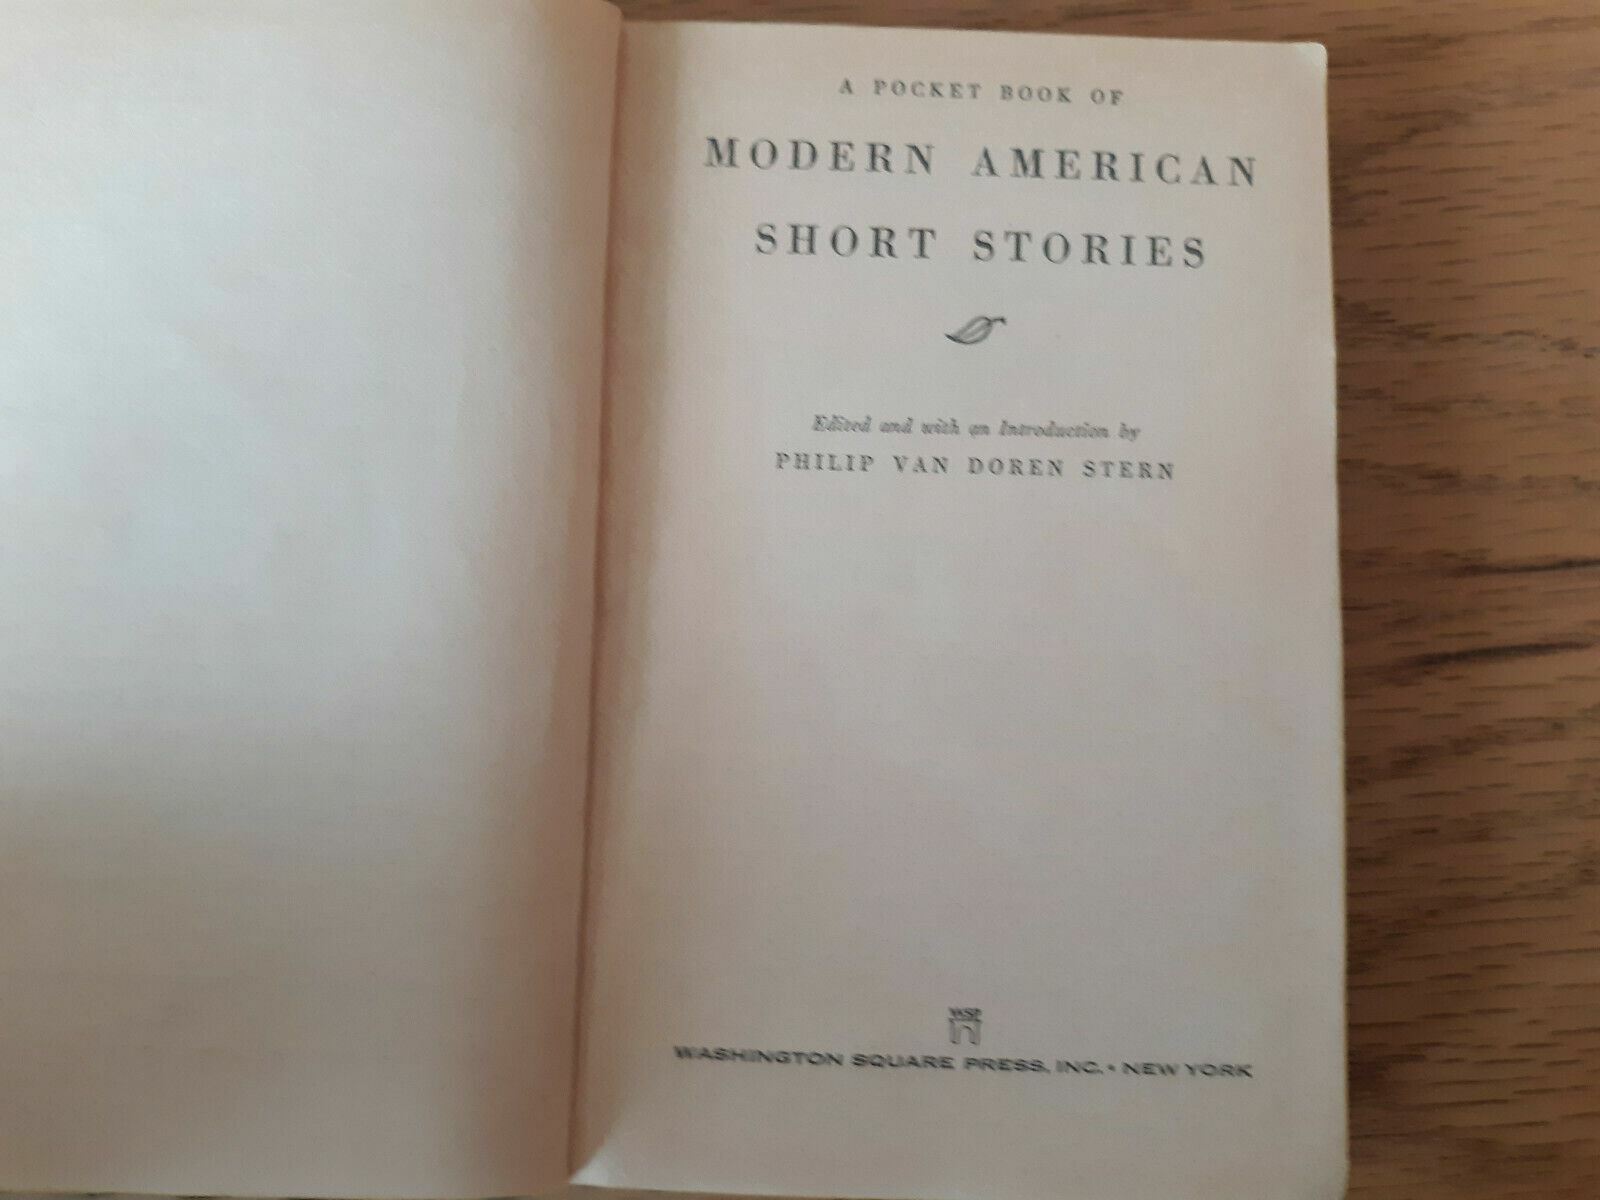 A POCKET BOOK OF
MODERN AMERICAN
SHORT STORIES
Edited and with an Introduction by
PHILIP VAN DOREN STERN
WSP
WASHINGTON SQUARE PRESS, INC. • NEW YORK